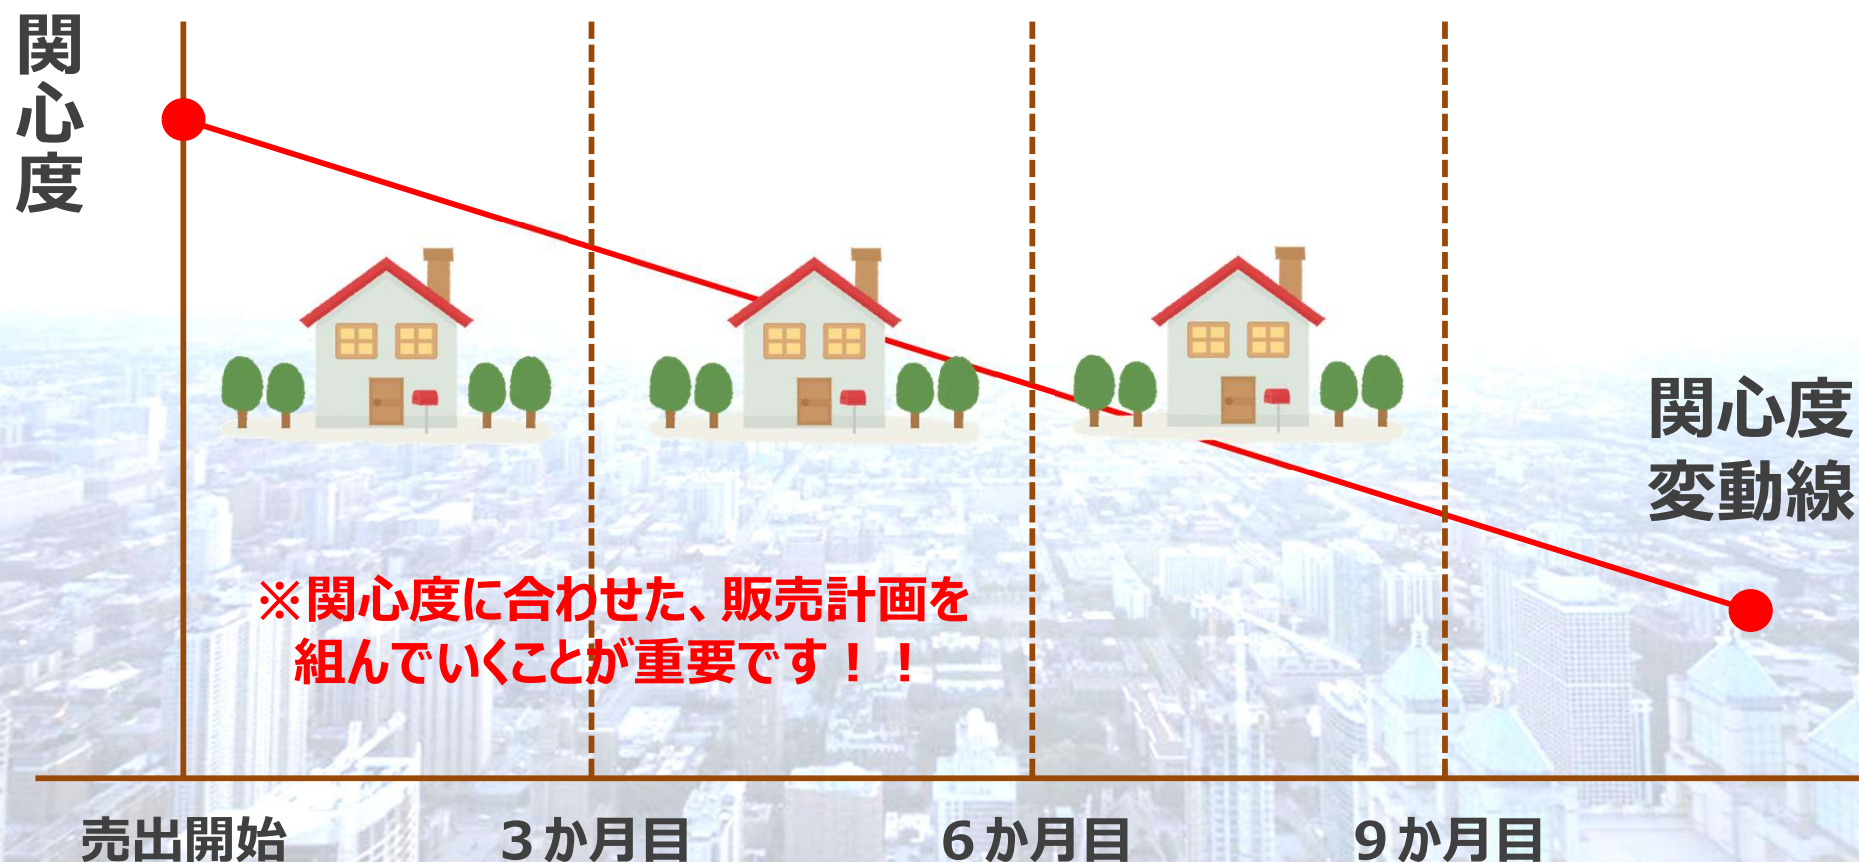 関心度
関心度
変動線
※関心度に合わせた、販売計画を
組んでいくことが重要です！！
売出開始
３か月目
６か月目
９か月目